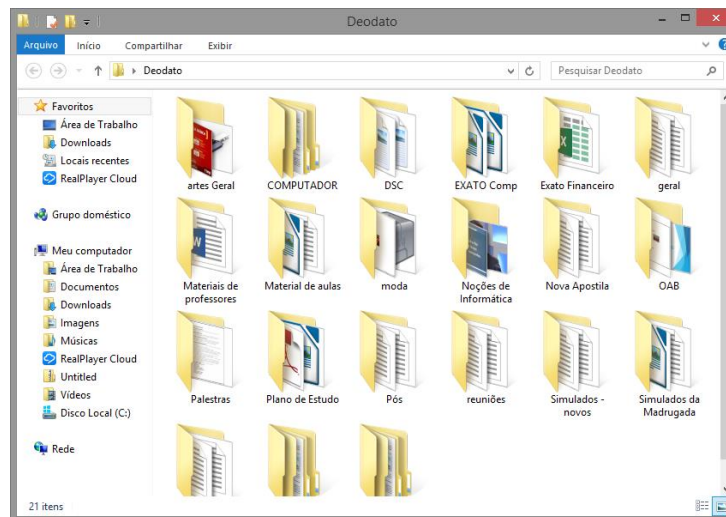 Deodato
Arquivo Início Compartilhar Exibir
Deodato
Pesquisar Deodato
Favoritos
Área de Trabalho
Downloads
Locais recentes
RealPlayer Cloud
Grupo doméstico
Meu computador
Área de Trabalho
Documentos
Downloads
Imagens
Músicas
RealPlayer Cloud
Untitled
Vídeos
Disco Local (C:)
Rede
artes Geral COMPUTADOR DSC EXATO Comp Exato Financeiro geral
Materiais de professores Material de aulas moda Noções de Informática Nova Apostila OAB
Palestras Plano de Estudo Pós reuniões Simulados - novos Simulados da Madrugada
21 itens